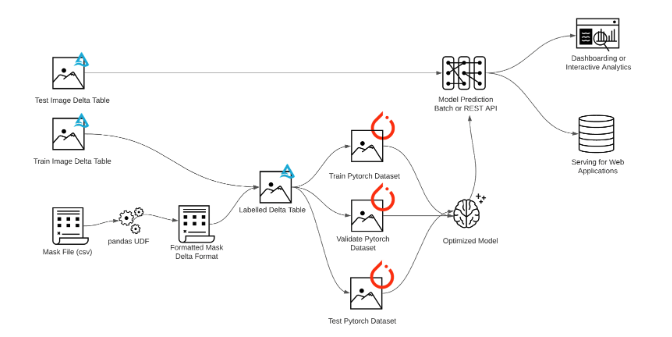 Dashboarding or
Interactive Analytics
Test Image Delta Table
Model Prediction
Batch or REST API
Train Image Delta Table
Serving for Web
Applications
Train Pytorch Dataset
Labelled Delta Table
Mask File (csv)
pandas UDF
Formatted Mask
Delta Format
Validate Pytorch
Dataset
Optimized Model
Test Pytorch Dataset